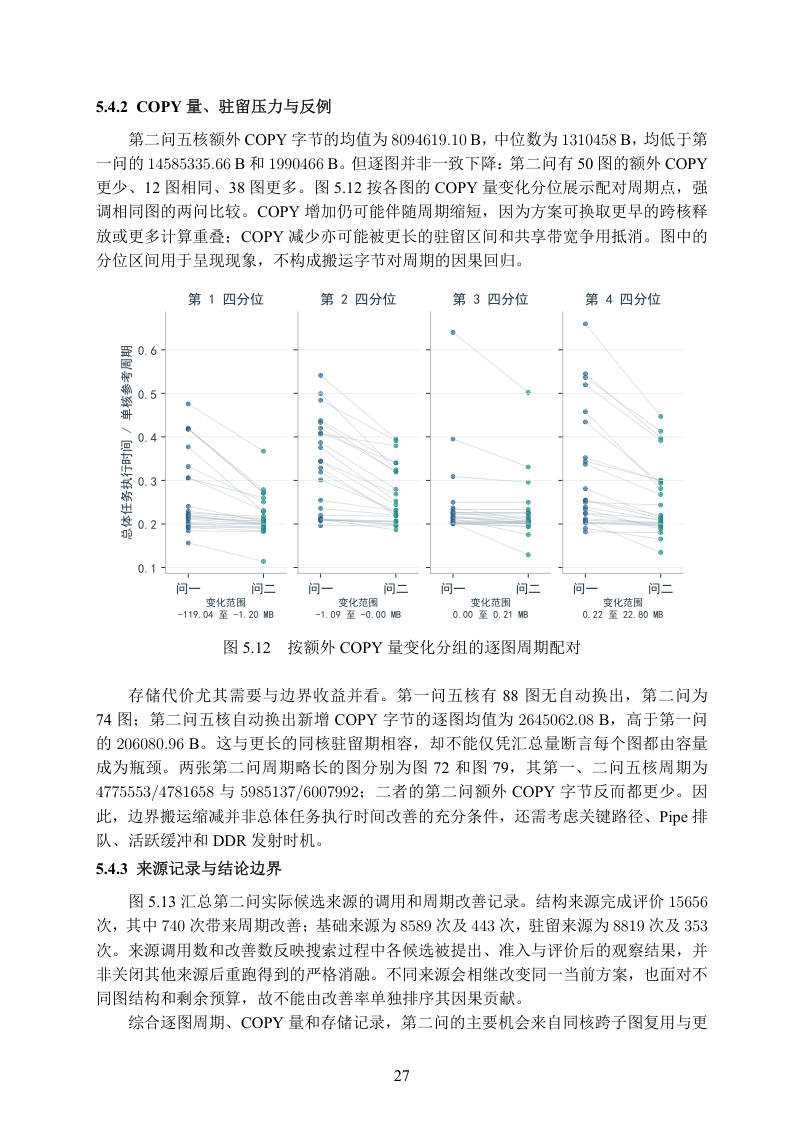 5.4.2 COPY 量、驻留压力与反例
第二问五核额外 COPY 字节的均值为 8094619.10 B，中位数为 1310458 B，均低于第
一问的 14585335.66 B 和 1990466 B。但逐图并非一致下降：第二问有 50 图的额外 COPY
更少、12 图相同、38 图更多。图 5.12 按各图的 COPY 量变化分位展示配对周期点，强
调相同图的两问比较。COPY 增加仍可能伴随周期缩短，因为方案可换取更早的跨核释
放或更多计算重叠；COPY 减少亦可能被更长的驻留区间和共享带宽争用抵消。图中的
分位区间用于呈现现象，不构成搬运字节对周期的因果回归。
第 1 四分位 第 2 四分位 第 3 四分位 第 4 四分位
总体任务执行时间 / 单核参考周期
0.6
0.5
0.4
0.3
0.2
0.1
问一 问二 问一 问二 问一 问二 问一 问二
变化范围 变化范围 变化范围 变化范围
-119.04 至 -1.20 MB -1.09 至 -0.00 MB 0.00 至 0.21 MB 0.22 至 22.80 MB
图 5.12 按额外 COPY 量变化分组的逐图周期配对
存储代价尤其需要与边界收益并看。第一问五核有 88 图无自动换出，第二问为
74 图；第二问五核自动换出新增 COPY 字节的逐图均值为 2645062.08 B，高于第一问
的 206080.96 B。这与更长的同核驻留期相容，却不能仅凭汇总量断言每个图都由容量
成为瓶颈。两张第二问周期略长的图分别为图 72 和图 79，其第一、二问五核周期为
4775553/4781658 与 5985137/6007992；二者的第二问额外 COPY 字节反而都更少。因
此，边界搬运缩减并非总体任务执行时间改善的充分条件，还需考虑关键路径、Pipe 排
队、活跃缓冲和 DDR 发射时机。
5.4.3 来源记录与结论边界
图 5.13 汇总第二问实际候选来源的调用和周期改善记录。结构来源完成评价 15656
次，其中 740 次带来周期改善；基础来源为 8589 次及 443 次，驻留来源为 8819 次及 353
次。来源调用数和改善数反映搜索过程中各候选被提出、准入与评价后的观察结果，并
非关闭其他来源后重跑得到的严格消融。不同来源会相继改变同一当前方案，也面对不
同图结构和剩余预算，故不能由改善率单独排序其因果贡献。
综合逐图周期、COPY 量和存储记录，第二问的主要机会来自同核跨子图复用与更
27